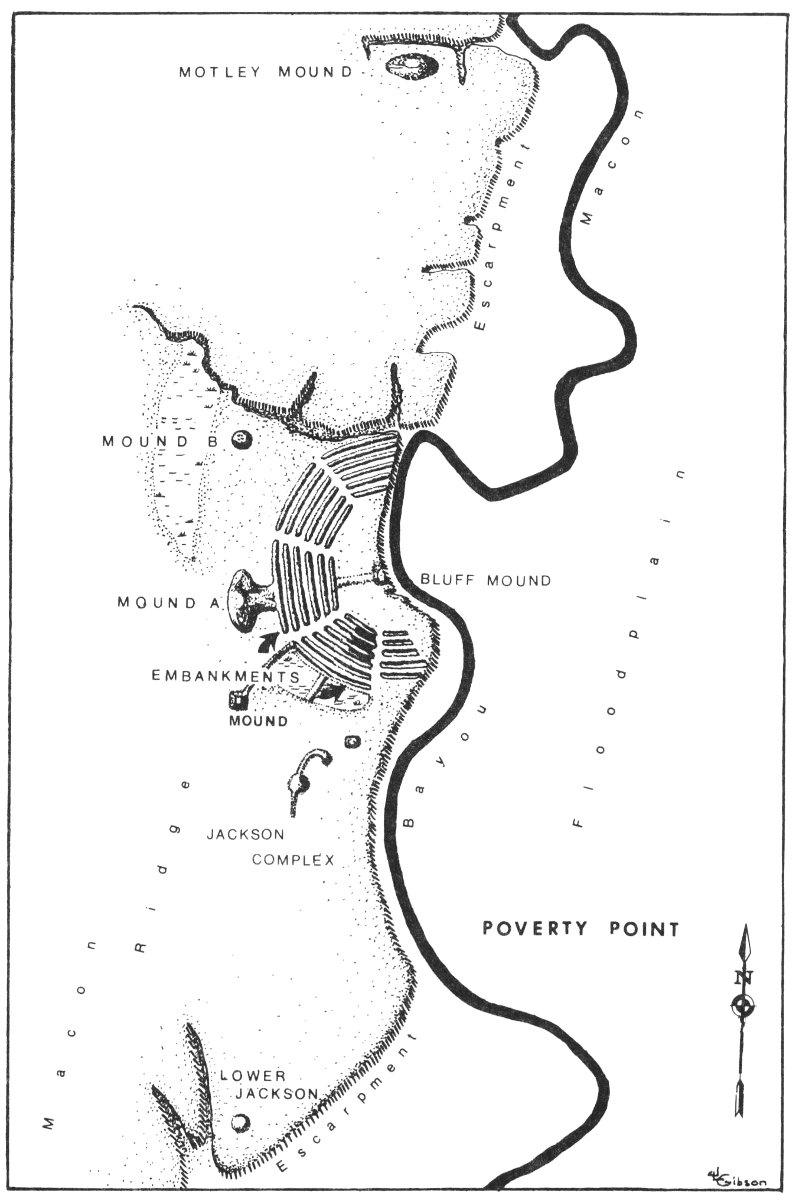 MOTLEY MOUND
Macon
Escarpment
MOUND B
BLUFF MOUND
MOUND A
EMBANKMENTS
MOUND
Bayou
Floodplain
JACKSON
COMPLEX
Macon Ridge
POVERTY POINT
N
LOWER
JACKSON
Escarpment
Gibson